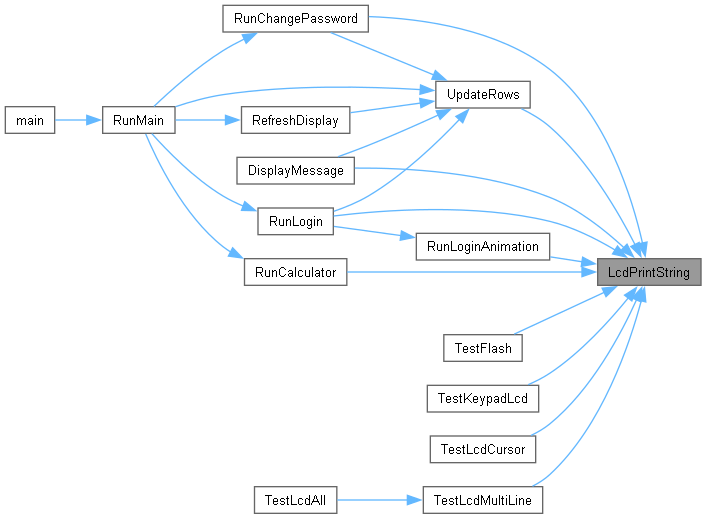 RunChangePassword
UpdateRows
main
RunMain
RefreshDisplay
DisplayMessage
RunLogin
RunLoginAnimation
RunCalculator
LcdPrintString
TestFlash
TestKeypadLcd
TestLcdCursor
TestLcdAll
TestLcdMultiLine